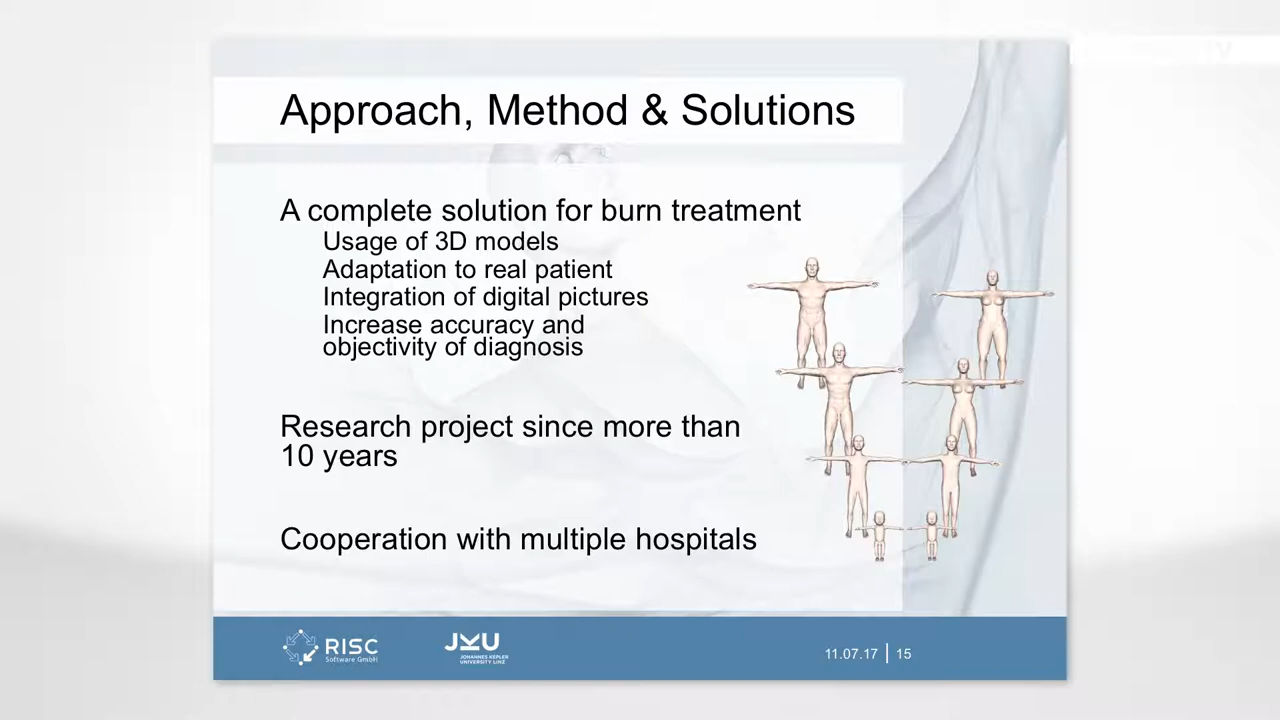 Approach, Method & Solutions
A complete solution for burn treatment
Usage of 3D models
Adaptation to real patient
Integration of digital pictures
Increase accuracy and
objectivity of diagnosis
Research project since more than
10 years
Cooperation with multiple hospitals
RISC
Software GmbH
JKU
JOHANNES KEPLER
UNIVERSITY LINZ
11.07.17 | 15